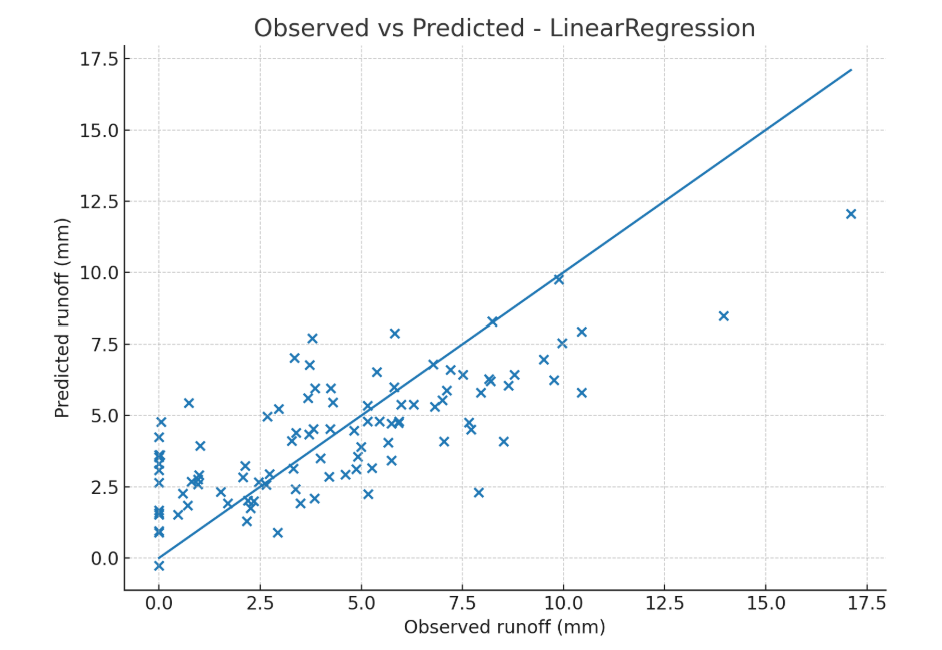 Observed vs Predicted - LinearRegression
Predicted runoff (mm)
17.5
15.0
12.5
10.0
7.5
5.0
2.5
0.0
0.0 2.5 5.0 7.5 10.0 12.5 15.0 17.5
Observed runoff (mm)